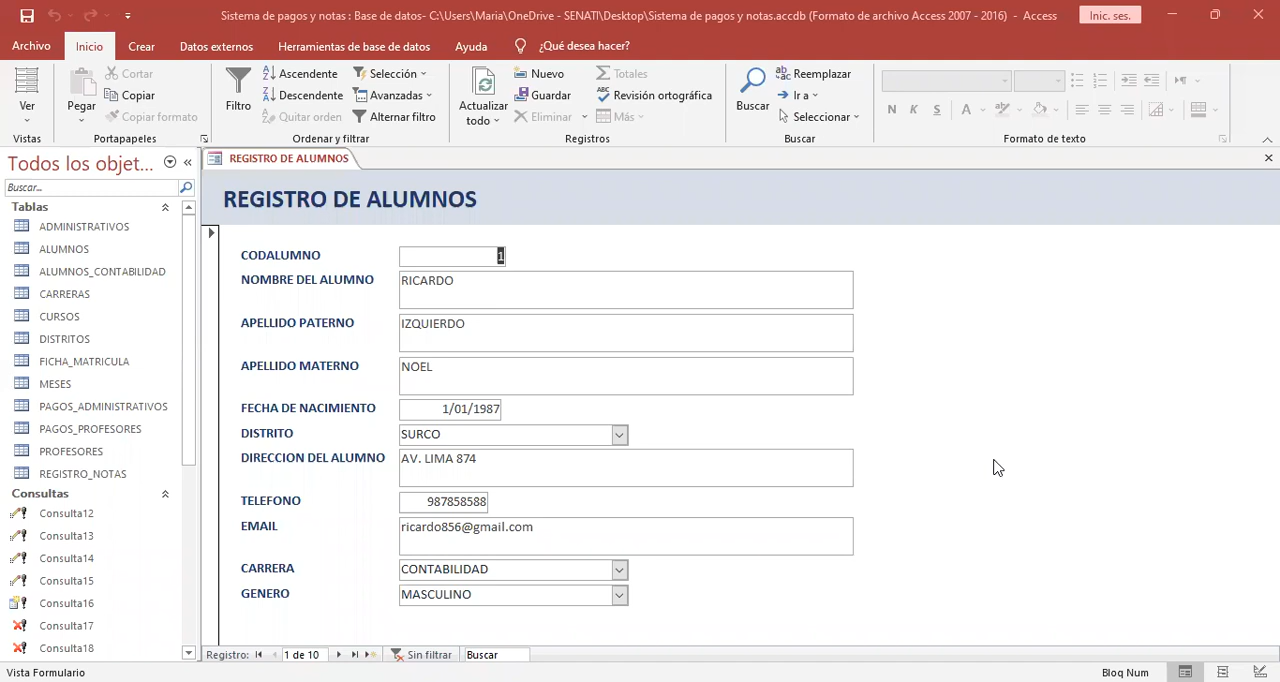 Sistema de pagos y notas : Base de datos- C:\Users\Maria\OneDrive - SENATI\Desktop\Sistema de pagos y notas.accdb (Formato de archivo Access 2007 - 2016) - Access
Inic. ses.
Archivo Inicio Crear Datos externos Herramientas de base de datos Ayuda ¿Qué desea hacer?
Ver
Vistas
Pegar
Cortar
Copiar
Copiar formato
Portapapeles
Filtro
Ascendente
Descendente
Quitar orden
Selección
Avanzadas
Alternar filtro
Ordenar y filtrar
Actualizar
todo
Nuevo
Guardar
Eliminar
Totales
Revisión ortográfica
Más
Registros
Buscar
Reemplazar
Ir a
Seleccionar
Buscar
N K S A
Formato de texto
Todos los objet...
Buscar...
Tablas
ADMINISTRATIVOS
ALUMNOS
ALUMNOS_CONTABILIDAD
CARRERAS
CURSOS
DISTRITOS
FICHA_MATRICULA
MESES
PAGOS_ADMINISTRATIVOS
PAGOS_PROFESORES
PROFESORES
REGISTRO_NOTAS
Consultas
Consulta12
Consulta13
Consulta14
Consulta15
Consulta16
Consulta17
Consulta18
REGISTRO DE ALUMNOS
REGISTRO DE ALUMNOS
CODALUMNO 1
NOMBRE DEL ALUMNO RICARDO
APELLIDO PATERNO IZQUIERDO
APELLIDO MATERNO NOEL
FECHA DE NACIMIENTO 1/01/1987
DISTRITO SURCO
DIRECCION DEL ALUMNO AV. LIMA 874
TELEFONO 987858588
EMAIL ricardo856@gmail.com
CARRERA CONTABILIDAD
GENERO MASCULINO
Registro: 1 de 10 Sin filtrar Buscar
Vista Formulario Bloq Num